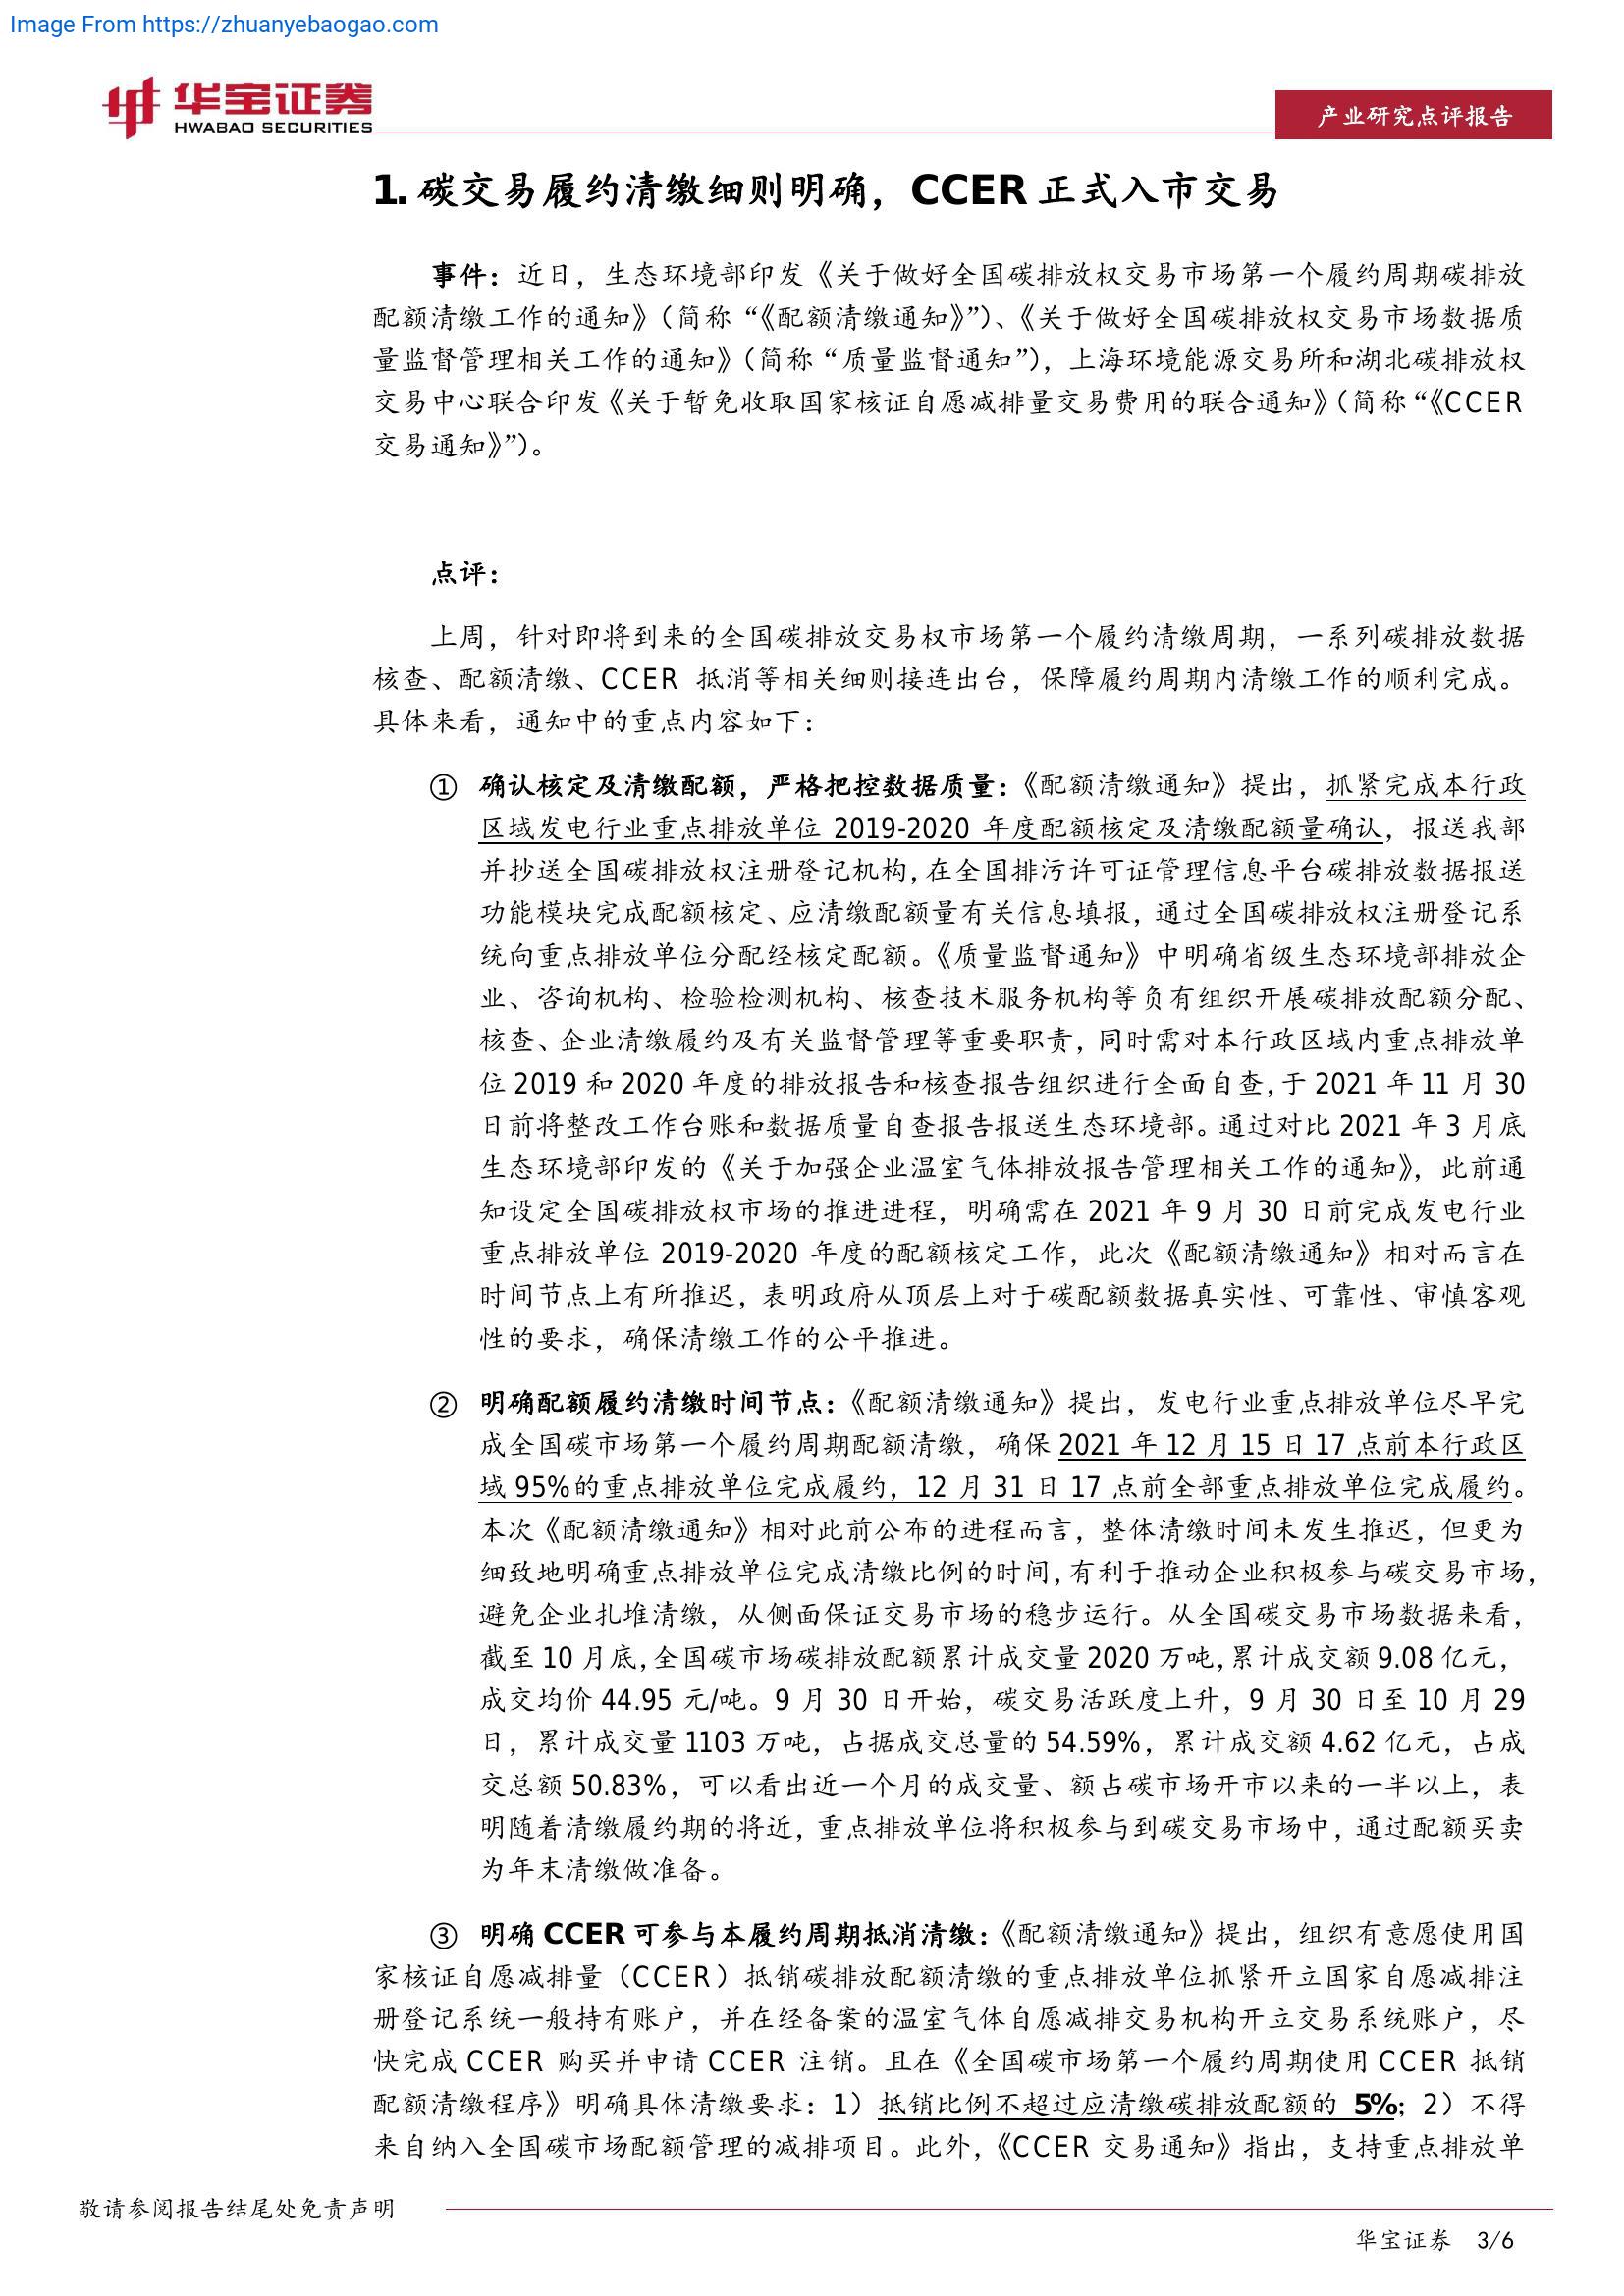 Image From https://zhuanyebaogao.com
华宝证券
HWABAO SECURITIES
产业研究点评报告
1. 碳交易履约清缴细则明确，CCER 正式入市交易
事件：近日，生态环境部印发《关于做好全国碳排放权交易市场第一个履约周期碳排放
配额清缴工作的通知》（简称 “《配额清缴通知》”）、《关于做好全国碳排放权交易市场数据质
量监督管理相关工作的通知》（简称 “ 质量监督通知”），上海环境能源交易所和湖北碳排放权
交易中心联合印发《关于暂免收取国家核证自愿减排量交易费用的联合通知》（简称 “《CCER
交易通知》”）。
点评：
上周，针对即将到来的全国碳排放交易权市场第一个履约清缴周期，一系列碳排放数据
核查、配额清缴、CCER 抵消等相关细则接连出台，保障履约周期内清缴工作的顺利完成。
具体来看，通知中的重点内容如下：
① 确认核定及清缴配额，严格把控数据质量：《配额清缴通知》提出，抓紧完成本行政
区域发电行业重点排放单位 2019-2020 年度配额核定及清缴配额量确认，报送我部
并抄送全国碳排放权注册登记机构，在全国排污许可证管理信息平台碳排放数据报送
功能模块完成配额核定、应清缴配额量有关信息填报，通过全国碳排放权注册登记系
统向重点排放单位分配经核定配额。《质量监督通知》中明确省级生态环境部排放企
业、咨询机构、检验检测机构、核查技术服务机构等负有组织开展碳排放配额分配、
核查、企业清缴履约及有关监督管理等重要职责，同时需对本行政区域内重点排放单
位 2019 和 2020 年度的排放报告和核查报告组织进行全面自查，于 2021 年 11 月 30
日前将整改工作台账和数据质量自查报告报送生态环境部。通过对比 2021 年 3 月底
生态环境部印发的《关于加强企业温室气体排放报告管理相关工作的通知》，此前通
知设定全国碳排放权市场的推进进程，明确需在 2021 年 9 月 30 日前完成发电行业
重点排放单位 2019-2020 年度的配额核定工作，此次《配额清缴通知》相对而言在
时间节点上有所推迟，表明政府从顶层上对于碳配额数据真实性、可靠性、审慎客观
性的要求，确保清缴工作的公平推进。
② 明确配额履约清缴时间节点：《配额清缴通知》提出，发电行业重点排放单位尽早完
成全国碳市场第一个履约周期配额清缴，确保 2021 年 12 月 15 日 17 点前本行政区
域 95%的重点排放单位完成履约，12 月 31 日 17 点前全部重点排放单位完成履约。
本次《配额清缴通知》相对此前公布的进程而言，整体清缴时间未发生推迟，但更为
细致地明确重点排放单位完成清缴比例的时间，有利于推动企业积极参与碳交易市场，
避免企业扎堆清缴，从侧面保证交易市场的稳步运行。从全国碳交易市场数据来看，
截至 10 月底，全国碳市场碳排放配额累计成交量 2020 万吨，累计成交额 9.08 亿元，
成交均价 44.95 元/吨。9 月 30 日开始，碳交易活跃度上升，9 月 30 日至 10 月 29
日，累计成交量 1103 万吨，占据成交总量的 54.59%，累计成交额 4.62 亿元，占成
交总额 50.83%，可以看出近一个月的成交量、额占碳市场开市以来的一半以上，表
明随着清缴履约期的将近，重点排放单位将积极参与到碳交易市场中，通过配额买卖
为年末清缴做准备。
③ 明确 CCER 可参与本履约周期抵消清缴：《配额清缴通知》提出，组织有意愿使用国
家核证自愿减排量（CCER）抵销碳排放配额清缴的重点排放单位抓紧开立国家自愿减排注
册登记系统一般持有账户，并在经备案的温室气体自愿减排交易机构开立交易系统账户，尽
快完成 CCER 购买并申请 CCER 注销。且在《全国碳市场第一个履约周期使用 CCER 抵销
配额清缴程序》明确具体清缴要求：1）抵销比例不超过应清缴碳排放配额的 5%；2）不得
来自纳入全国碳市场配额管理的减排项目。此外，《CCER 交易通知》指出，支持重点排放单
敬请参阅报告结尾处免责声明
华宝证券 3/6